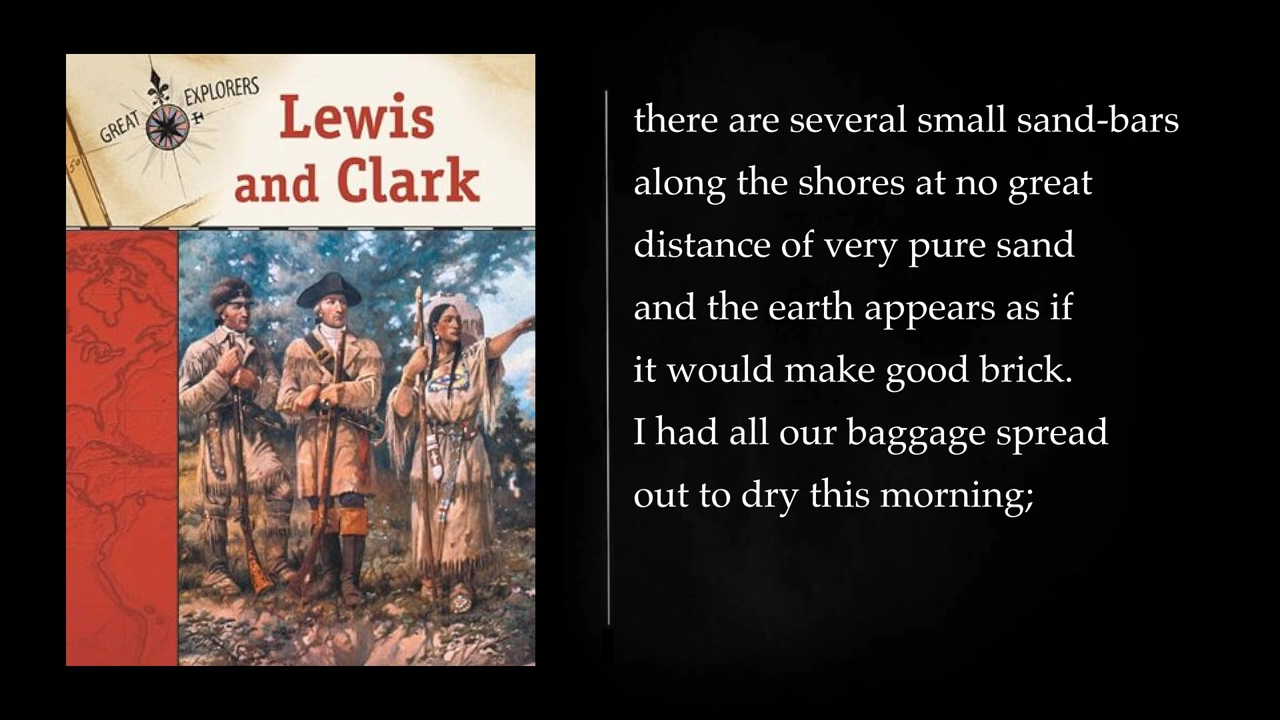 GREAT EXPLORERS
Lewis
and Clark
50
there are several small sand-bars
along the shores at no great
distance of very pure sand
and the earth appears as if
it would make good brick.
I had all our baggage spread
out to dry this morning;